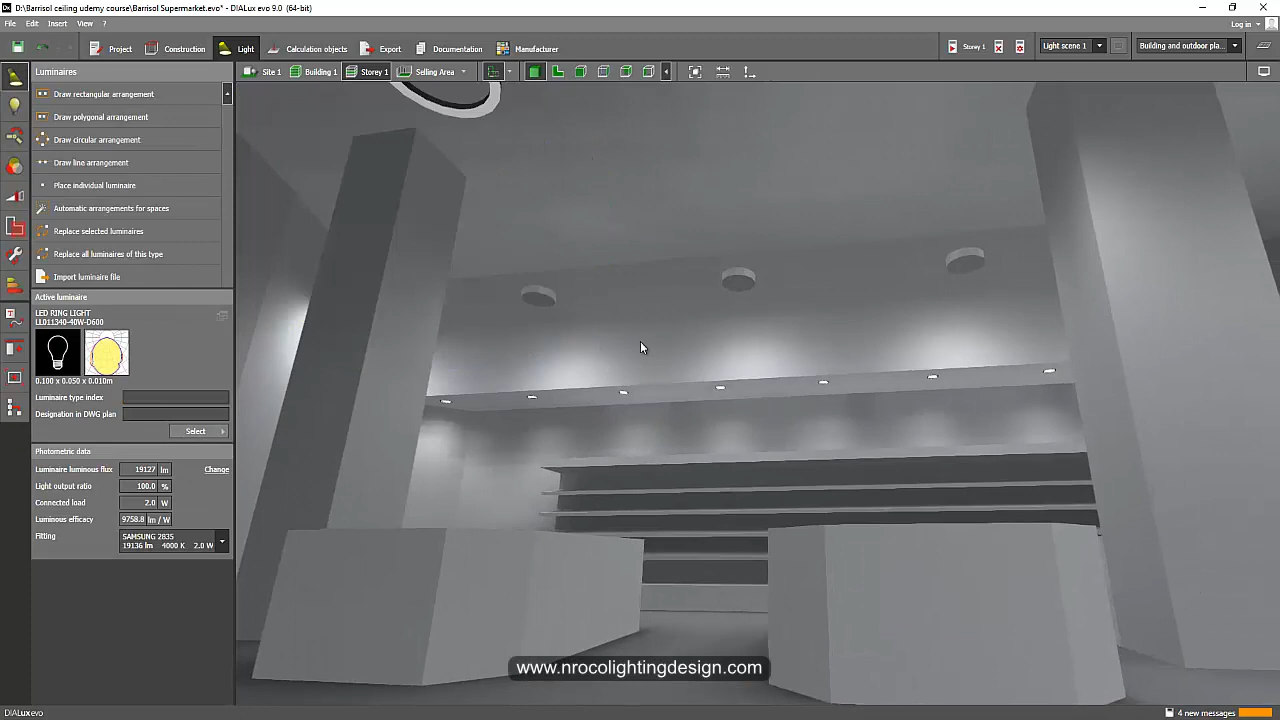 D:\Barrisol ceiling udemy course\Barrisol Supermarket.evo* - DIALux evo 9.0 (64-bit)
File Edit Insert View ?
Log in
Project Construction Light Calculation objects Export Documentation Manufacturer
Storey 1
Light scene 1
Building and outdoor pla...
Luminaires
Site 1 Building 1 Storey 1 Selling Area
Draw rectangular arrangement
Draw polygonal arrangement
Draw circular arrangement
Draw line arrangement
Place individual luminaire
Automatic arrangements for spaces
Replace selected luminaires
Replace all luminaires of this type
Import luminaire file
Active luminaire
LED RING LIGHT
LL011340-40W-D600
0.100 x 0.050 x 0.010m
Luminaire type index
Designation in DWG plan
Select
Photometric data
Luminaire luminous flux 19127 lm Change
Light output ratio 100.0 %
Connected load 2.0 W
Luminous efficacy 9758.8 lm / W
Fitting SAMSUNG 2835
19136 lm 4000 K 2.0 W
www.nrocolightingdesign.com
DIALux evo
4 new messages